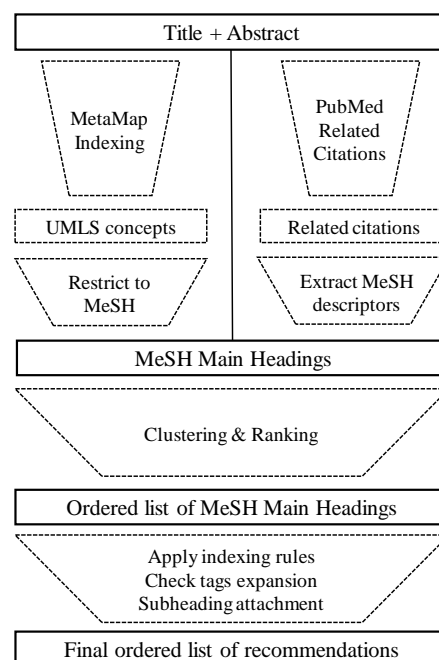 Title + Abstract
MetaMap
Indexing
PubMed
Related
Citations
UMLS concepts
Related citations
Restrict to
MeSH
Extract MeSH
descriptors
MeSH Main Headings
Clustering & Ranking
Ordered list of MeSH Main Headings
Apply indexing rules
Check tags expansion
Subheading attachment
Final ordered list of recommendations